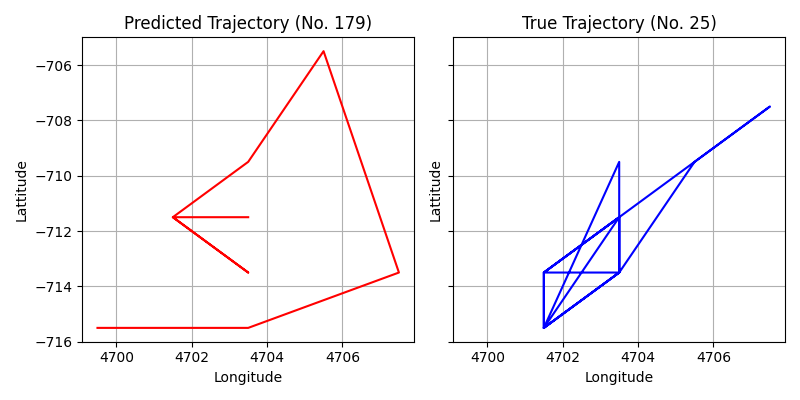 Predicted Trajectory (No. 179)
True Trajectory (No. 25)
Lattitude
−706
−708
−710
−712
−714
−716
4700
4702
4704
4706
Longitude
Lattitude
4700
4702
4704
4706
Longitude